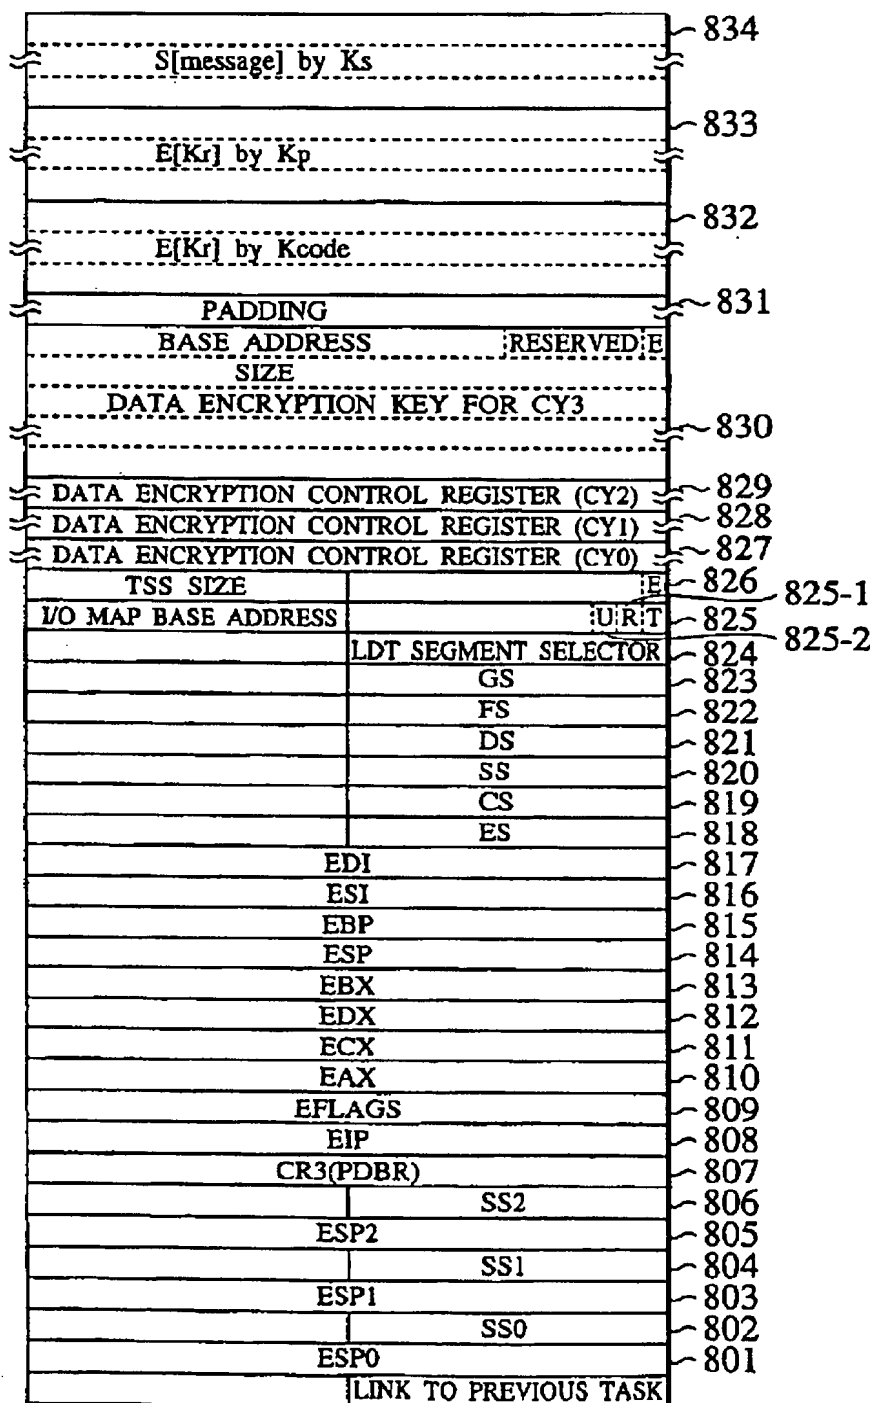 834
S[message] by Ks
833
E[Kr] by Kp
832
E[Kr] by Kcode
831
PADDING
BASE ADDRESS RESERVED E
SIZE
DATA ENCRYPTION KEY FOR CY3
830
DATA ENCRYPTION CONTROL REGISTER (CY2) 829
DATA ENCRYPTION CONTROL REGISTER (CY1) 828
DATA ENCRYPTION CONTROL REGISTER (CY0) 827
TSS SIZE E 826
825-1
I/O MAP BASE ADDRESS U R T 825
825-2
LDT SEGMENT SELECTOR 824
GS 823
FS 822
DS 821
SS 820
CS 819
ES 818
EDI 817
ESI 816
EBP 815
ESP 814
EBX 813
EDX 812
ECX 811
EAX 810
EFLAGS 809
EIP 808
CR3(PDBR) 807
SS2 806
ESP2 805
SS1 804
ESP1 803
SS0 802
ESP0 801
LINK TO PREVIOUS TASK